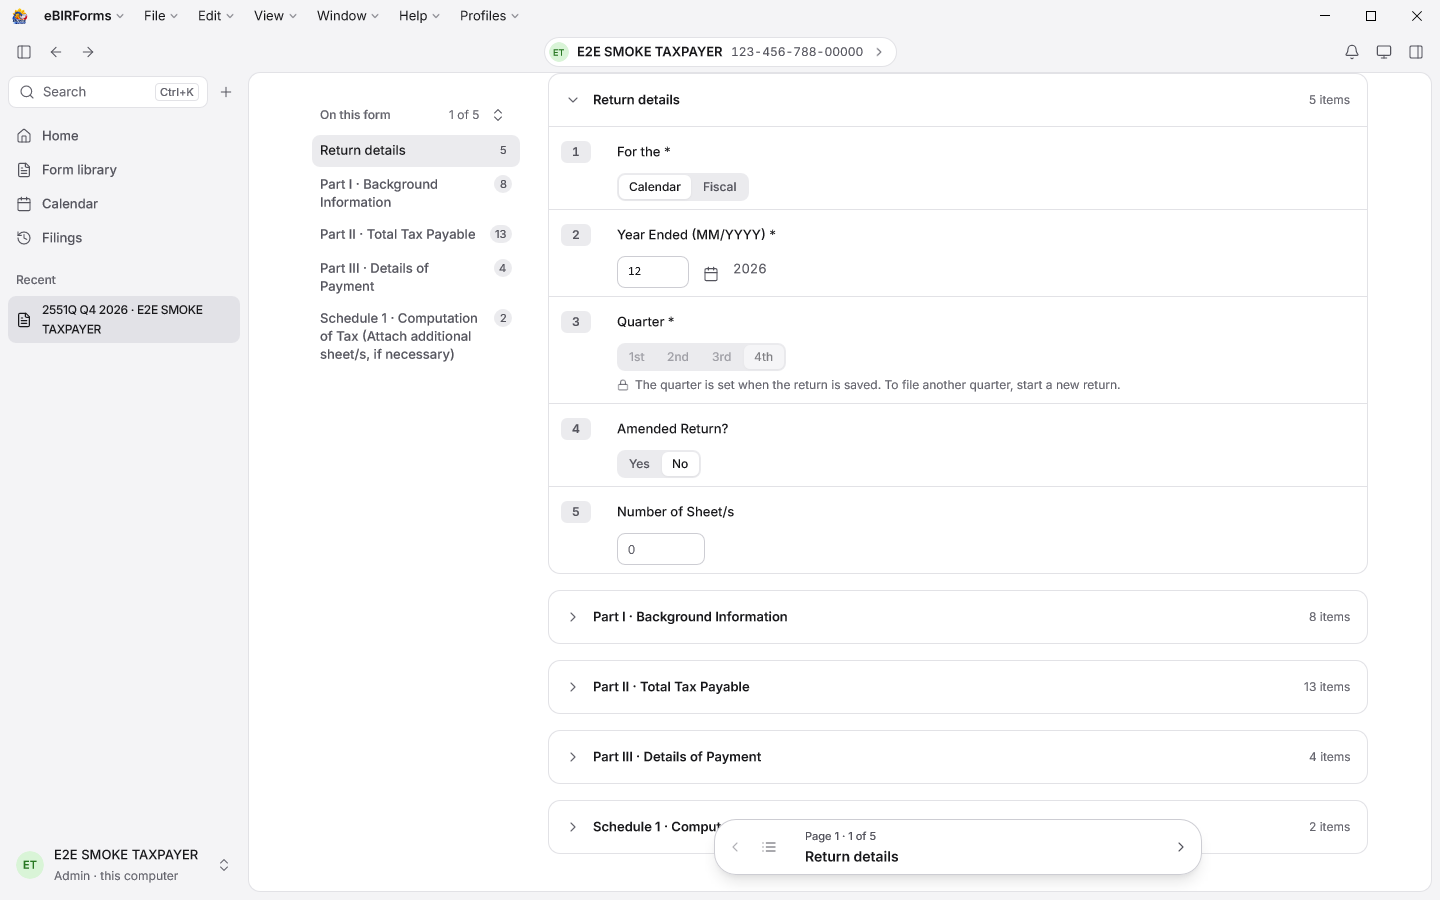 eBIRForms File Edit View Window Help Profiles
ET E2E SMOKE TAXPAYER 123-456-788-00000
Search Ctrl+K
Home
Form library
Calendar
Filings
Recent
2551Q Q4 2026 · E2E SMOKE
TAXPAYER
ET E2E SMOKE TAXPAYER
Admin · this computer
On this form 1 of 5
Return details 5
Part I · Background 8
Information
Part II · Total Tax Payable 13
Part III · Details of 4
Payment
Schedule 1 · Computation 2
of Tax (Attach additional
sheet/s, if necessary)
Return details 5 items
1 For the *
Calendar Fiscal
2 Year Ended (MM/YYYY) *
12 2026
3 Quarter *
1st 2nd 3rd 4th
The quarter is set when the return is saved. To file another quarter, start a new return.
4 Amended Return?
Yes No
5 Number of Sheet/s
0
Part I · Background Information 8 items
Part II · Total Tax Payable 13 items
Part III · Details of Payment 4 items
Schedule 1 · Comput 2 items
Page 1 · 1 of 5
Return details